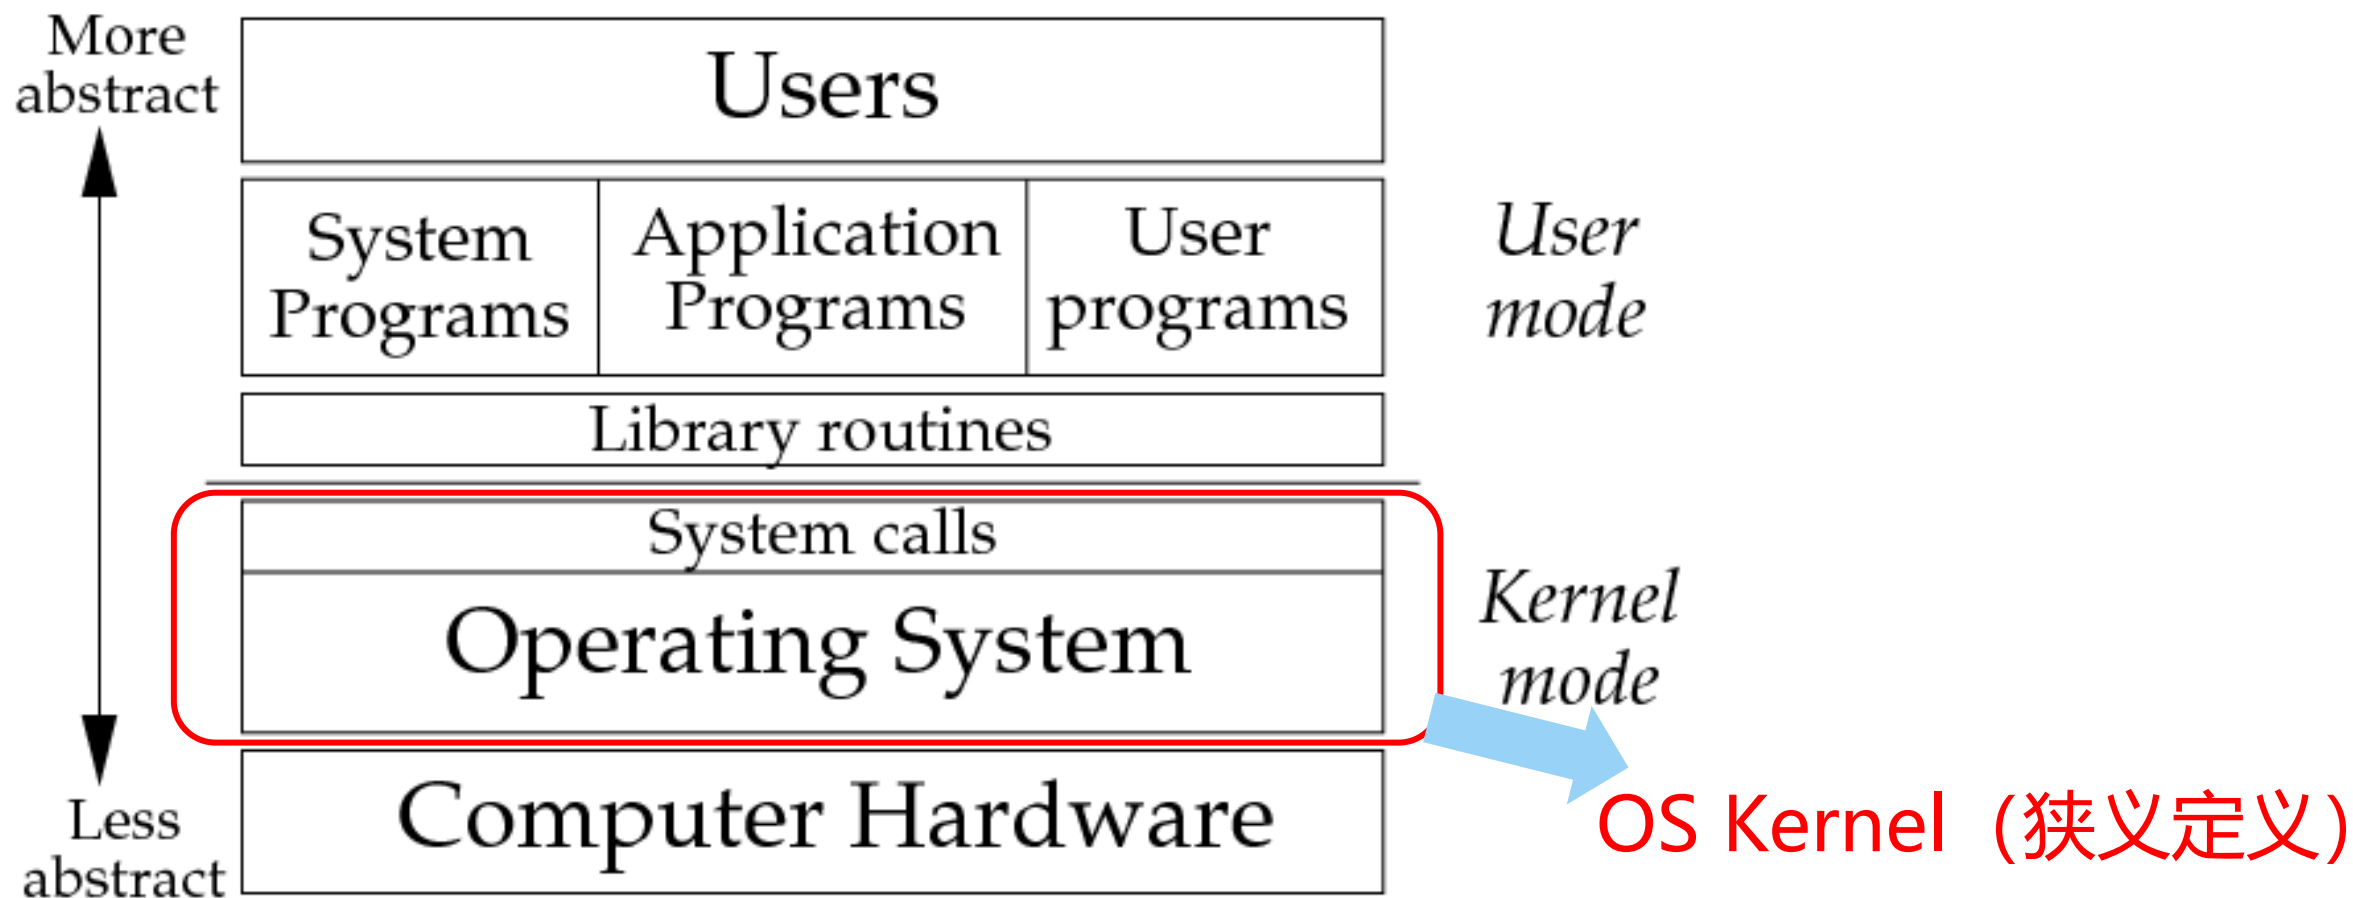 More
abstract
Users
System
Programs
Application
Programs
User
programs
User
mode
Library routines
System calls
Operating System
Kernel
mode
Computer Hardware
Less
abstract
OS Kernel（狭义定义）